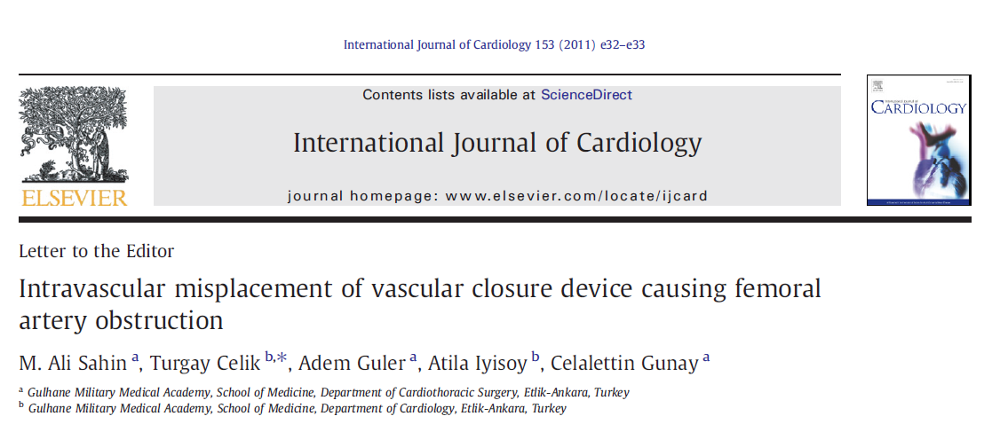 International Journal of Cardiology 153 (2011) e32–e33
Contents lists available at ScienceDirect
International Journal of Cardiology
journal homepage: www.elsevier.com/locate/ijcard
ELSEVIER
CARDIOLOGY
Letter to the Editor
Intravascular misplacement of vascular closure device causing femoral
artery obstruction
M. Ali Sahin a, Turgay Celik b,*, Adem Guler a, Atila Iyisoy b, Celalettin Gunay a
a Gulhane Military Medical Academy, School of Medicine, Department of Cardiothoracic Surgery, Etlik-Ankara, Turkey
b Gulhane Military Medical Academy, School of Medicine, Department of Cardiology, Etlik-Ankara, Turkey